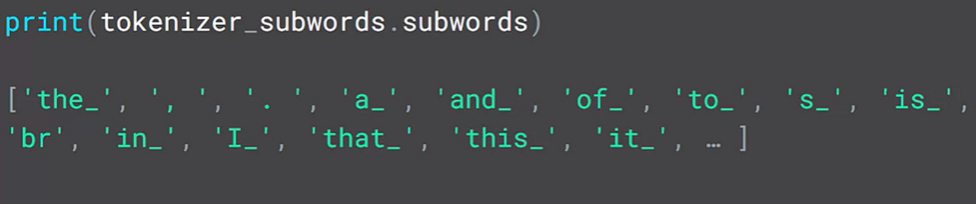 print(tokenizer_subwords.subwords)
['the_', ', ', '. ', 'a_', 'and_', 'of_', 'to_', 's_', 'is_',
'br', 'in_', 'I_', 'that_', 'this_', 'it_', … ]